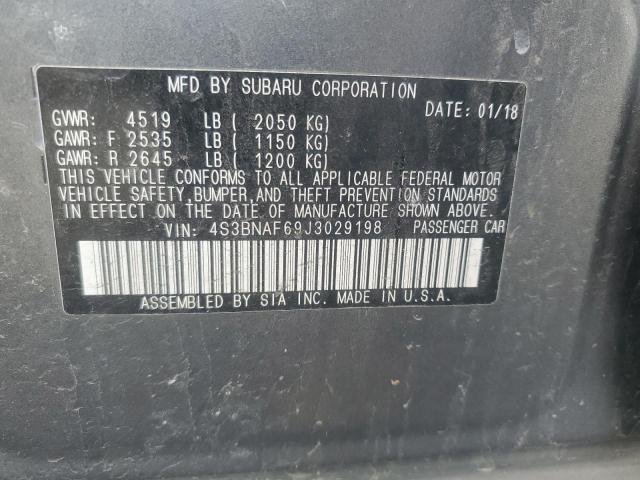 MFD BY SUBARU CORPORATION
DATE: 01/18
GVWR: 4519 LB ( 2050 KG)
GAWR: F 2535 LB ( 1150 KG)
GAWR: R 2645 LB ( 1200 KG)
THIS VEHICLE CONFORMS TO ALL APPLICABLE FEDERAL MOTOR
VEHICLE SAFETY, BUMPER, AND THEFT PREVENTION STANDARDS
IN EFFECT ON THE DATE OF MANUFACTURE SHOWN ABOVE.
VIN: 4S3BNAF69J3029198 PASSENGER CAR
ASSEMBLED BY SIA INC. MADE IN U.S.A.